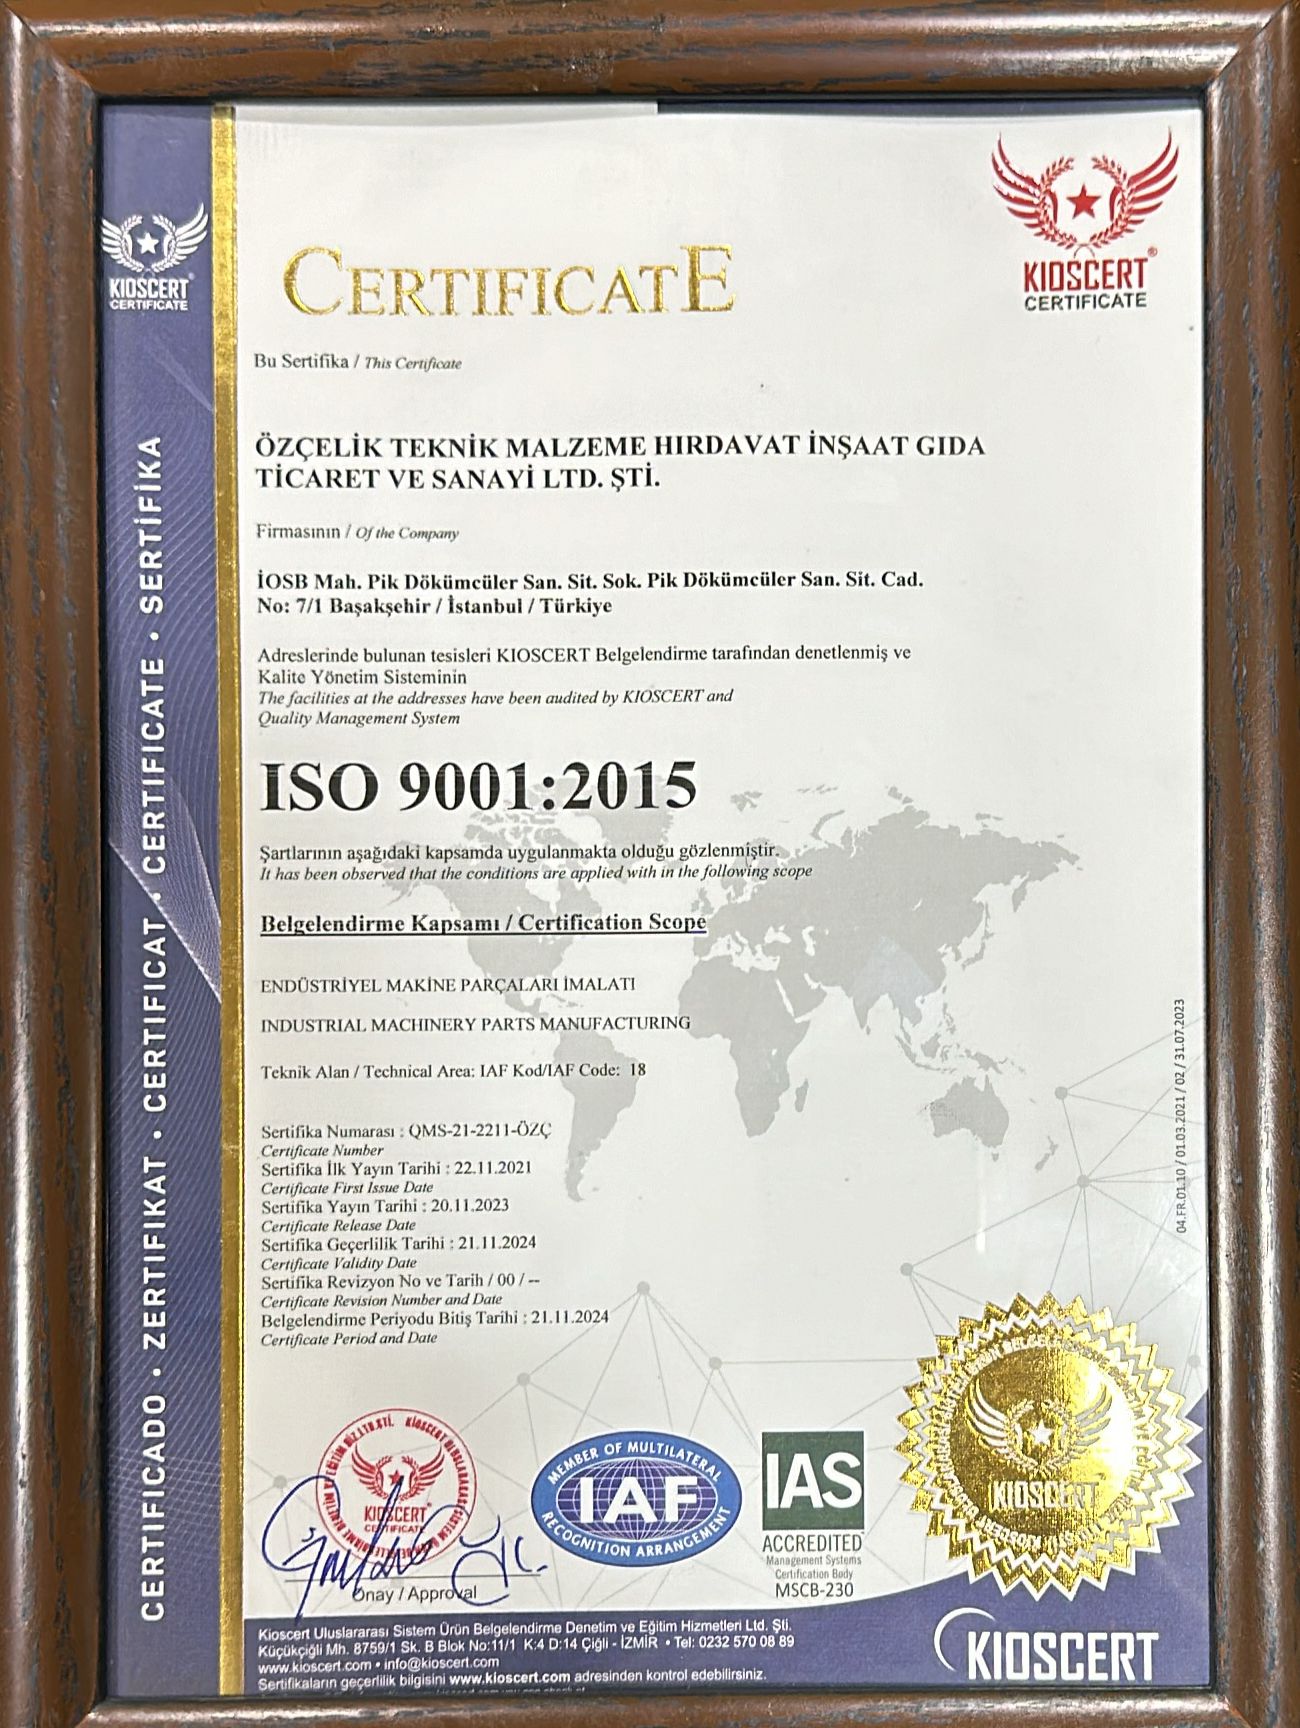 KIOSCERT
CERTIFICATE
KIOSCERT®
CERTIFICATE
CERTIFICATE
Bu Sertifika / This Certificate
ÖZÇELİK TEKNİK MALZEME HIRDAVAT İNŞAAT GIDA
TİCARET VE SANAYİ LTD. ŞTİ.
Firmasının / Of the Company
İOSB Mah. Pik Dökümcüler San. Sit. Sok. Pik Dökümcüler San. Sit. Cad.
No: 7/1 Başakşehir / İstanbul / Türkiye
Adreslerinde bulunan tesisleri KIOSCERT Belgelendirme tarafından denetlenmiş ve
Kalite Yönetim Sisteminin
The facilities at the addresses have been audited by KIOSCERT and
Quality Management System
ISO 9001:2015
Şartlarının aşağıdaki kapsamda uygulanmakta olduğu gözlenmiştir.
It has been observed that the conditions are applied with in the following scope
Belgelendirme Kapsamı / Certification Scope
ENDÜSTRİYEL MAKİNE PARÇALARI İMALATI
INDUSTRIAL MACHINERY PARTS MANUFACTURING
Teknik Alan / Technical Area: IAF Kod/IAF Code: 18
Sertifika Numarası : QMS-21-2211-ÖZÇ
Certificate Number
Sertifika İlk Yayın Tarihi : 22.11.2021
Certificate First Issue Date
Sertifika Yayın Tarihi : 20.11.2023
Certificate Release Date
Sertifika Geçerlilik Tarihi : 21.11.2024
Certificate Validity Date
Sertifika Revizyon No ve Tarih / 00 / --
Certificate Revision Number and Date
Belgelendirme Periyodu Bitiş Tarihi : 21.11.2024
Certificate Period and Date
CERTIFICADO • ZERTIFIKAT • CERTIFICAT • CERTIFICATE • SERTİFİKA
04.FR.01.10 / 01.03.2021 / 02 / 31.07.2023
KIOSCERT
CERTIFICATE
Onay / Approval
MEMBER OF MULTILATERAL
IAF
RECOGNITION ARRANGEMENT
IAS
ACCREDITED
Management Systems
Certification Body
MSCB-230
KIOSCERT
Kioscert Uluslararası Sistem Ürün Belgelendirme Denetim ve Eğitim Hizmetleri Ltd. Şti.
Küçükçiğli Mh. 8759/1 Sk. B Blok No:11/1 K:4 D:14 Çiğli - İZMİR • Tel: 0232 570 08 89
www.kioscert.com • info@kioscert.com
Sertifikaların geçerlilik bilgisini www.kioscert.com adresinden kontrol edebilirsiniz.
KIOSCERT